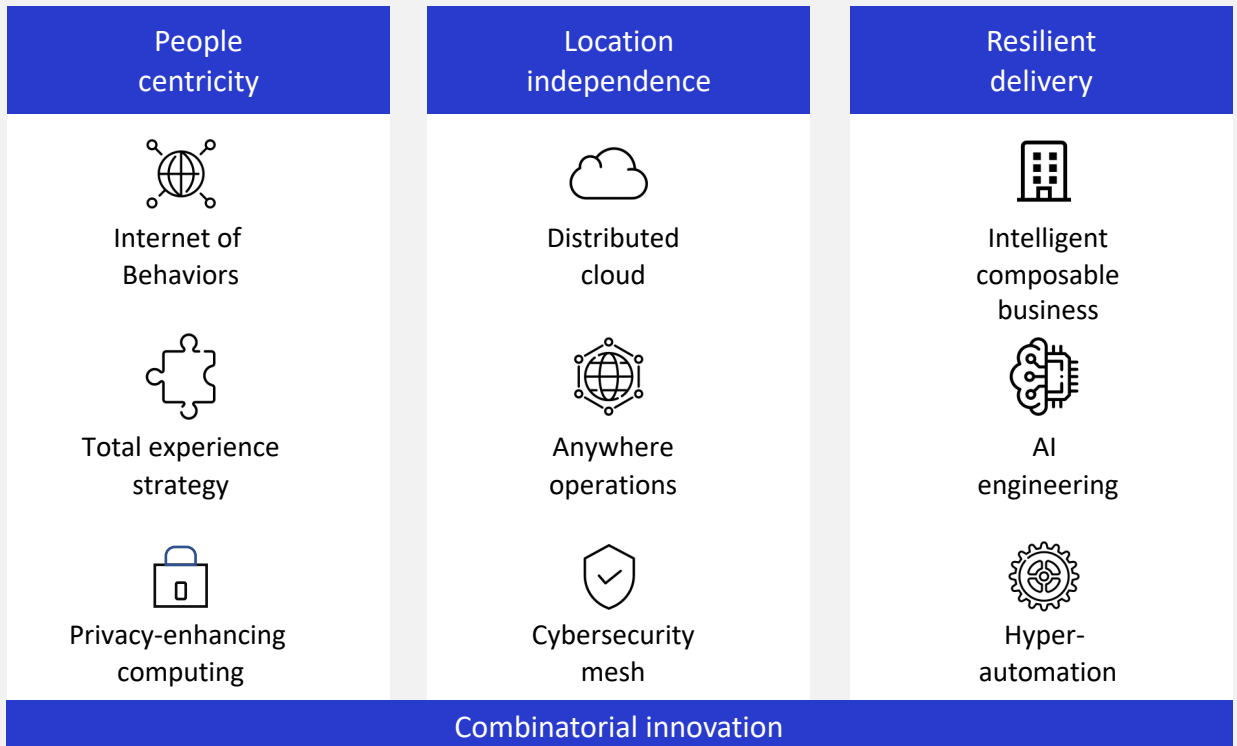 People
centricity
Internet of
Behaviors
Total experience
strategy
Privacy-enhancing
computing
Location
independence
Distributed
cloud
Anywhere
operations
Cybersecurity
mesh
Resilient
delivery
Intelligent
composable
business
AI
engineering
Hyper-
automation
Combinatorial innovation